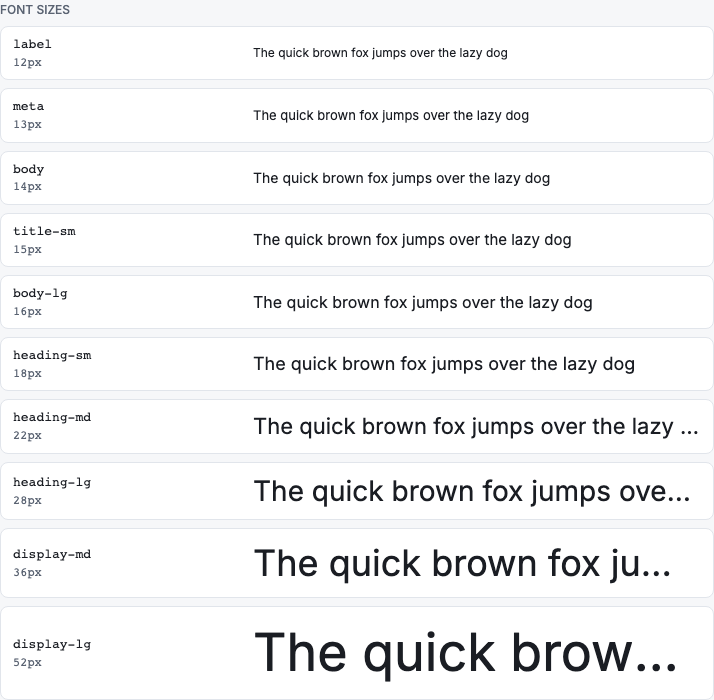 FONT SIZES
label
12px
The quick brown fox jumps over the lazy dog
meta
13px
The quick brown fox jumps over the lazy dog
body
14px
The quick brown fox jumps over the lazy dog
title-sm
15px
The quick brown fox jumps over the lazy dog
body-lg
16px
The quick brown fox jumps over the lazy dog
heading-sm
18px
The quick brown fox jumps over the lazy dog
heading-md
22px
The quick brown fox jumps over the lazy ...
heading-lg
28px
The quick brown fox jumps ove...
display-md
36px
The quick brown fox ju...
display-lg
52px
The quick brow...